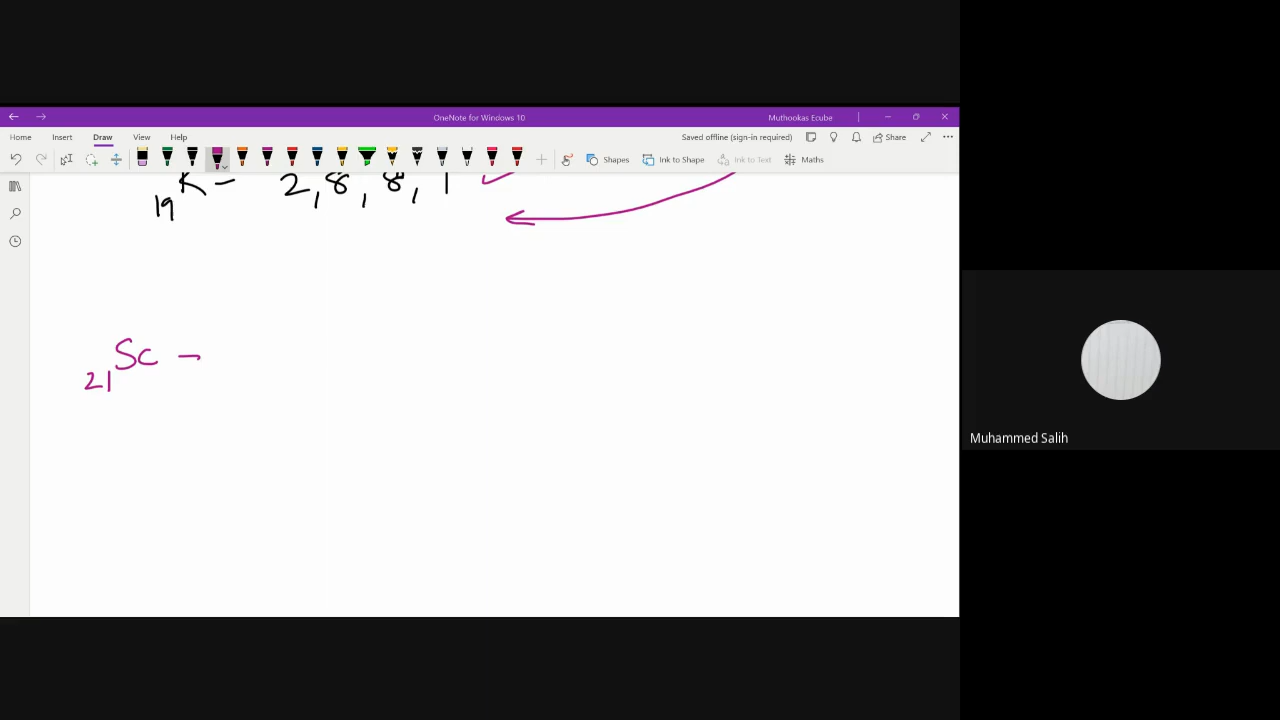 OneNote for Windows 10
Muthookas Ecube
Home Insert Draw View Help
Saved offline (sign-in required)
Share
Shapes
Ink to Shape
Ink to Text
Maths
19K – 2, 8, 8, 1
21Sc –
Muhammed Salih